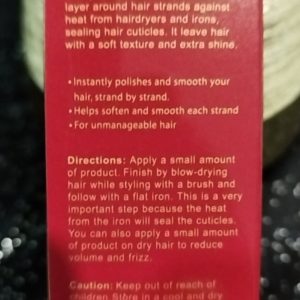 layer around hair strands against
heat from hairdryers and irons,
sealing hair cuticles. It leave hair
with a soft texture and extra shine.
• Instantly polishes and smooth your
hair, strand by strand.
• Helps soften and smooth each strand
• For unmanageable hair
Directions: Apply a small amount
of product. Finish by blow-drying
hair while styling with a brush and
follow with a flat iron. This is a very
important step because the heat
from the iron will seal the cuticles.
You can also apply a small amount
of product on dry hair to reduce
volume and frizz.
Caution: Keep out of reach of
children Store in a cool and dry